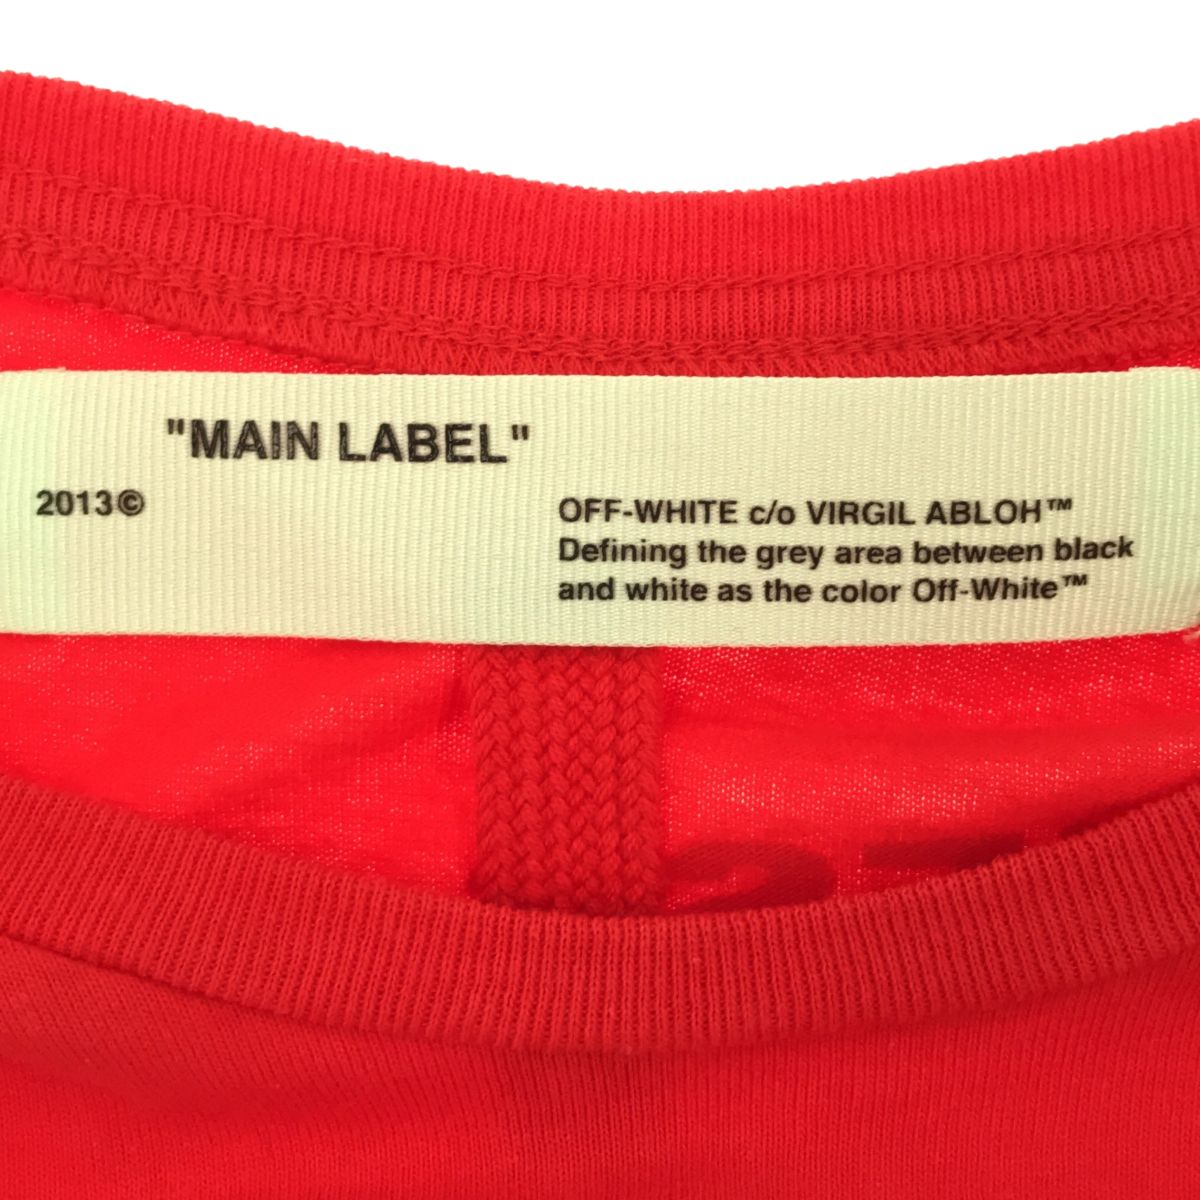 "MAIN LABEL"
2013©
OFF-WHITE c/o VIRGIL ABLOH™
Defining the grey area between black
and white as the color Off-White™